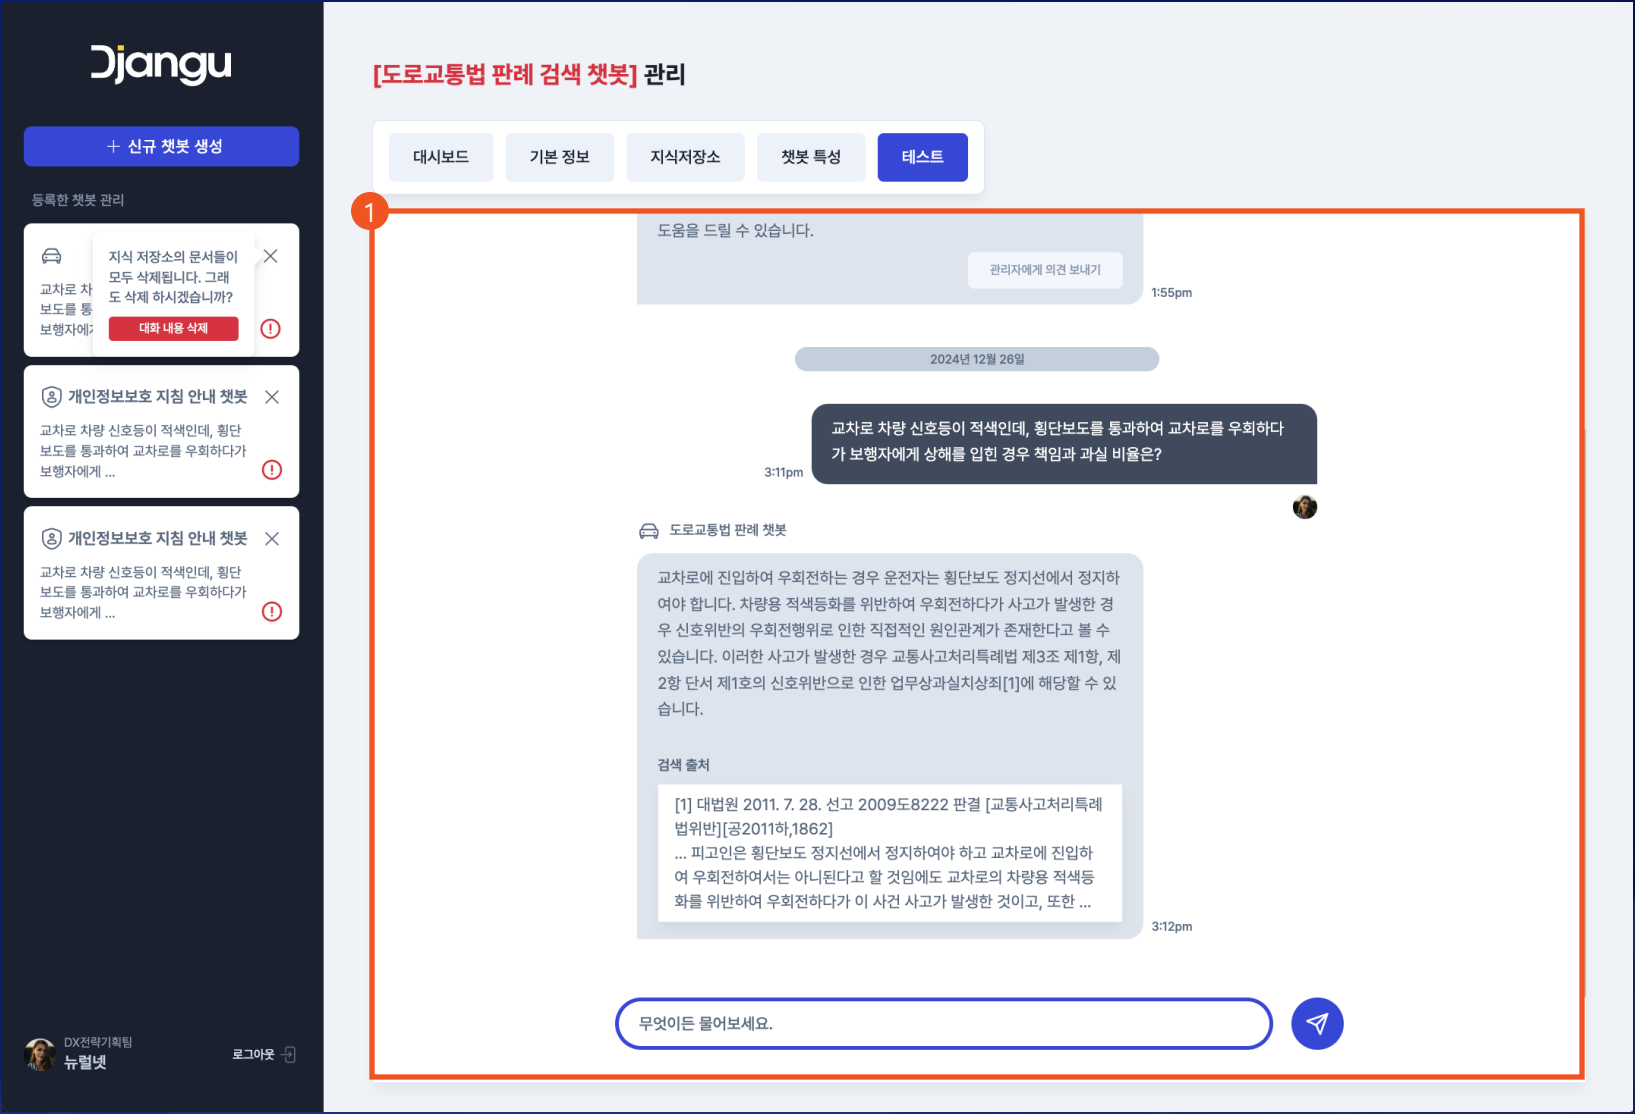 Djangu
+ 신규 챗봇 생성
등록한 챗봇 관리
교차로 차
보도를 통
보행자에게
지식 저장소의 문서들이
모두 삭제됩니다. 그래
도 삭제 하시겠습니까?
대화 내용 삭제
개인정보보호 지침 안내 챗봇
교차로 차량 신호등이 적색인데, 횡단
보도를 통과하여 교차로를 우회하다가
보행자에게 ...
개인정보보호 지침 안내 챗봇
교차로 차량 신호등이 적색인데, 횡단
보도를 통과하여 교차로를 우회하다가
보행자에게 ...
DX전략기획팀
뉴럴넷
로그아웃
[도로교통법 판례 검색 챗봇] 관리
대시보드
기본 정보
지식저장소
챗봇 특성
테스트
1
도움을 드릴 수 있습니다.
관리자에게 의견 보내기
1:55pm
2024년 12월 26일
교차로 차량 신호등이 적색인데, 횡단보도를 통과하여 교차로를 우회하다
가 보행자에게 상해를 입힌 경우 책임과 과실 비율은?
3:11pm
도로교통법 판례 챗봇
교차로에 진입하여 우회전하는 경우 운전자는 횡단보도 정지선에서 정지하
여야 합니다. 차량용 적색등화를 위반하여 우회전하다가 사고가 발생한 경
우 신호위반의 우회전행위로 인한 직접적인 원인관계가 존재한다고 볼 수
있습니다. 이러한 사고가 발생한 경우 교통사고처리특례법 제3조 제1항, 제
2항 단서 제1호의 신호위반으로 인한 업무상과실치상죄[1]에 해당할 수 있
습니다.
검색 출처
[1] 대법원 2011. 7. 28. 선고 2009도8222 판결 [교통사고처리특례
법위반][공2011하,1862]
... 피고인은 횡단보도 정지선에서 정지하여야 하고 교차로에 진입하
여 우회전하여서는 아니된다고 할 것임에도 교차로의 차량용 적색등
화를 위반하여 우회전하다가 이 사건 사고가 발생한 것이고, 또한 ...
3:12pm
무엇이든 물어보세요.